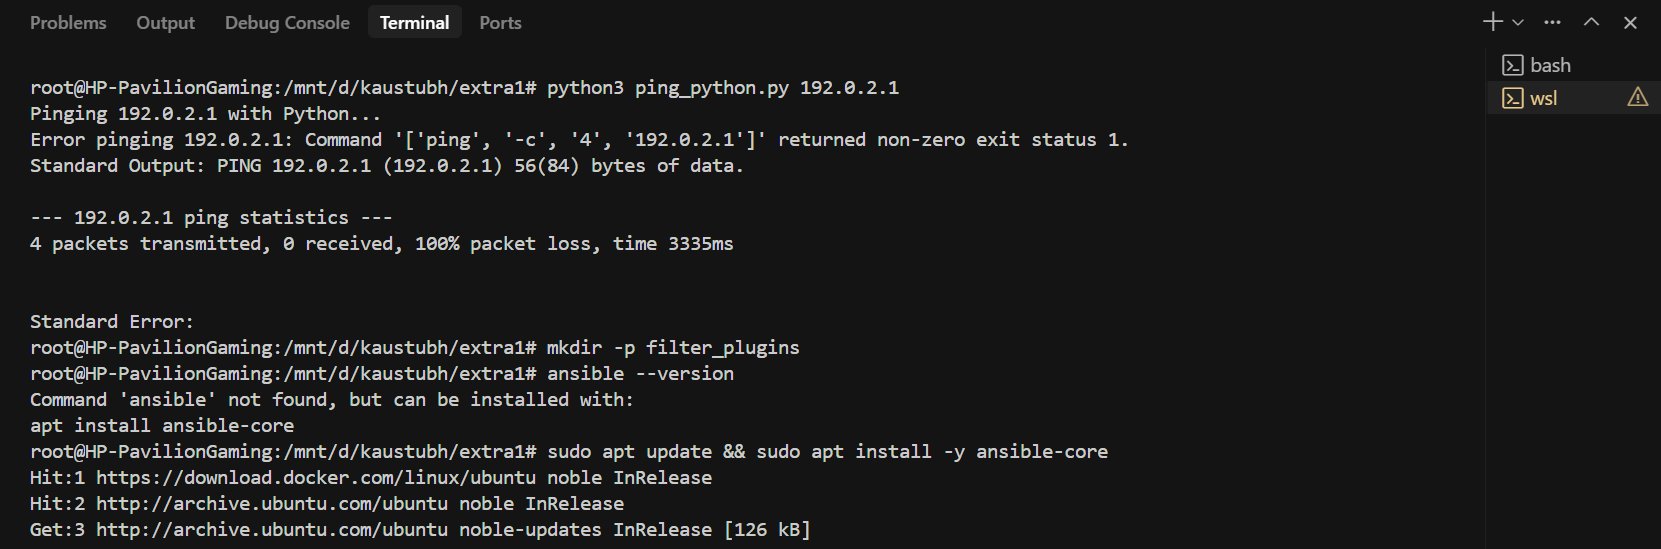 Problems Output Debug Console Terminal Ports
root@HP-PavilionGaming:/mnt/d/kaustubh/extra1# python3 ping_python.py 192.0.2.1
Pinging 192.0.2.1 with Python...
Error pinging 192.0.2.1: Command '['ping', '-c', '4', '192.0.2.1']' returned non-zero exit status 1.
Standard Output: PING 192.0.2.1 (192.0.2.1) 56(84) bytes of data.
--- 192.0.2.1 ping statistics ---
4 packets transmitted, 0 received, 100% packet loss, time 3335ms
Standard Error:
root@HP-PavilionGaming:/mnt/d/kaustubh/extra1# mkdir -p filter_plugins
root@HP-PavilionGaming:/mnt/d/kaustubh/extra1# ansible --version
Command 'ansible' not found, but can be installed with:
apt install ansible-core
root@HP-PavilionGaming:/mnt/d/kaustubh/extra1# sudo apt update && sudo apt install -y ansible-core
Hit:1 https://download.docker.com/linux/ubuntu noble InRelease
Hit:2 http://archive.ubuntu.com/ubuntu noble InRelease
Get:3 http://archive.ubuntu.com/ubuntu noble-updates InRelease [126 kB]
bash
wsl